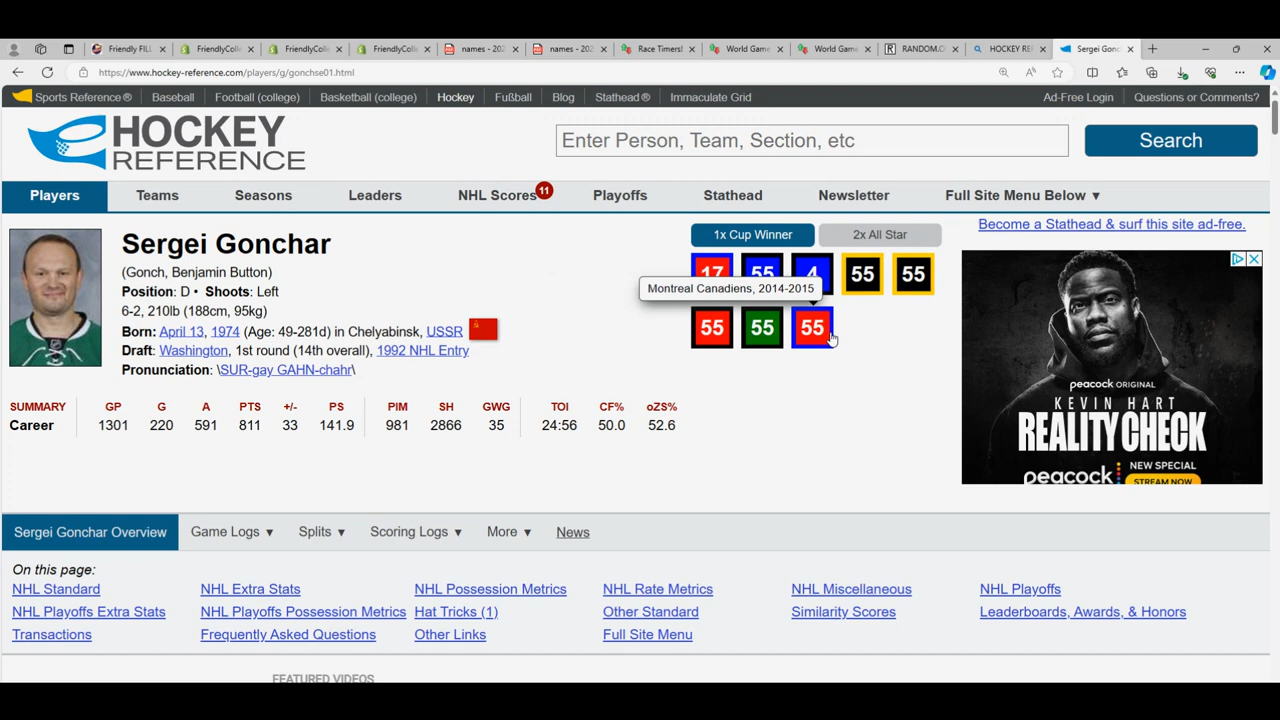 Friendly FILL
FriendlyColle
FriendlyColle
FriendlyColle
names - 202
names - 202
Race Timers!
World Game
World Game
RANDOM.O
HOCKEY REF
Sergei Gonc
https://www.hockey-reference.com/players/g/gonchse01.html
Sports Reference® Baseball Football (college) Basketball (college) Hockey Fußball Blog Stathead® Immaculate Grid Ad-Free Login Questions or Comments?
HOCKEY
REFERENCE
Enter Person, Team, Section, etc
Search
Players Teams Seasons Leaders NHL Scores 11 Playoffs Stathead Newsletter Full Site Menu Below ▼
Become a Stathead & surf this site ad-free.
Sergei Gonchar
(Gonch, Benjamin Button)
Position: D • Shoots: Left
6-2, 210lb (188cm, 95kg)
Born: April 13, 1974 (Age: 49-281d) in Chelyabinsk, USSR
Draft: Washington, 1st round (14th overall), 1992 NHL Entry
Pronunciation: \SUR-gay GAHN-chahr\
1x Cup Winner 2x All Star
17 55 4 55 55
Montreal Canadiens, 2014-2015
55 55 55
SUMMARY GP G A PTS +/- PS PIM SH GWG TOI CF% oZS%
Career 1301 220 591 811 33 141.9 981 2866 35 24:56 50.0 52.6
peacock ORIGINAL
KEVIN HART
REALITY CHECK
peacock
NEW SPECIAL
STREAM NOW
Sergei Gonchar Overview Game Logs ▼ Splits ▼ Scoring Logs ▼ More ▼ News
On this page:
NHL Standard NHL Extra Stats NHL Possession Metrics NHL Rate Metrics NHL Miscellaneous NHL Playoffs
NHL Playoffs Extra Stats NHL Playoffs Possession Metrics Hat Tricks (1) Other Standard Similarity Scores Leaderboards, Awards, & Honors
Transactions Frequently Asked Questions Other Links Full Site Menu
FEATURED VIDEOS